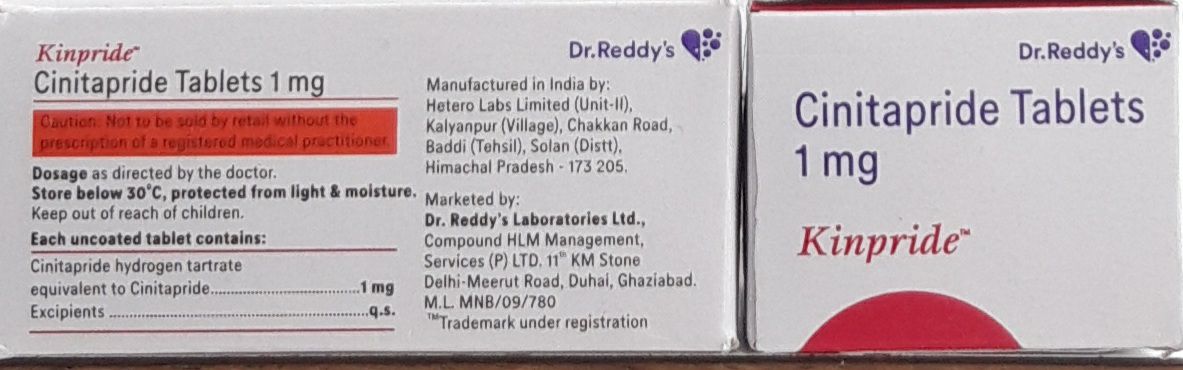 Kinpride™
Cinitapride Tablets 1 mg
Caution: Not to be sold by retail without the
prescription of a registered medical practitioner.
Dosage as directed by the doctor.
Store below 30°C, protected from light & moisture.
Keep out of reach of children.
Each uncoated tablet contains:
Cinitapride hydrogen tartrate
equivalent to Cinitapride....................................1 mg
Excipients ................................................................q.s.
Dr.Reddy's
Manufactured in India by:
Hetero Labs Limited (Unit-II),
Kalyanpur (Village), Chakkan Road,
Baddi (Tehsil), Solan (Distt),
Himachal Pradesh - 173 205.
Marketed by:
Dr. Reddy's Laboratories Ltd.,
Compound HLM Management,
Services (P) LTD. 11th KM Stone
Delhi-Meerut Road, Duhai, Ghaziabad.
M.L. MNB/09/780
™Trademark under registration
Dr.Reddy's
Cinitapride Tablets
1 mg
Kinpride™